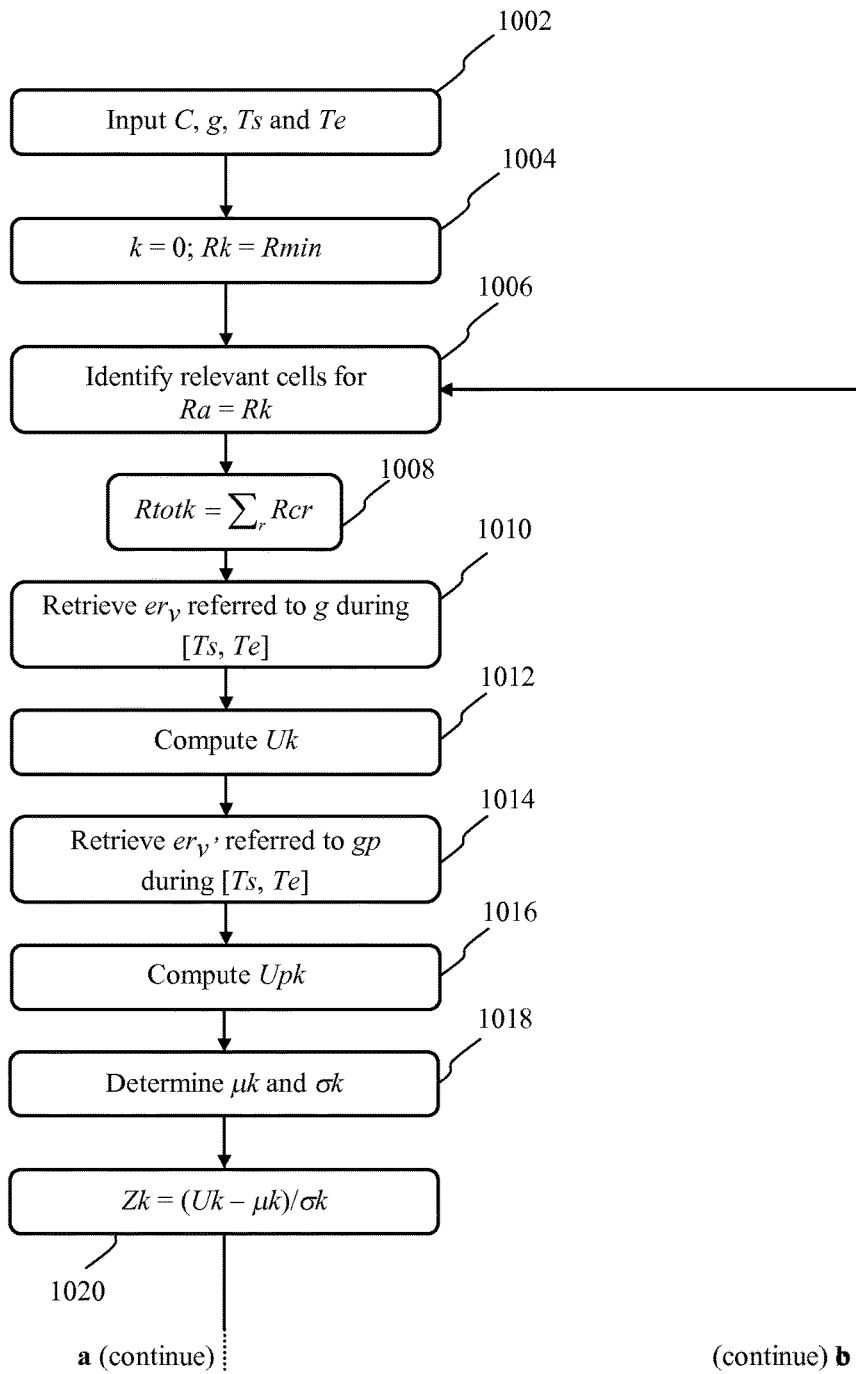 1002
Input C, g, Ts and Te
1004
k = 0; Rk = Rmin
1006
Identify relevant cells for
Ra = Rk
1008
Rtotk = ∑r Rcr
1010
Retrieve erv referred to g during
[Ts, Te]
1012
Compute Uk
1014
Retrieve erv' referred to gp
during [Ts, Te]
1016
Compute Upk
1018
Determine μk and σk
Zk = (Uk – μk)/σk
1020
a (continue)
(continue) b